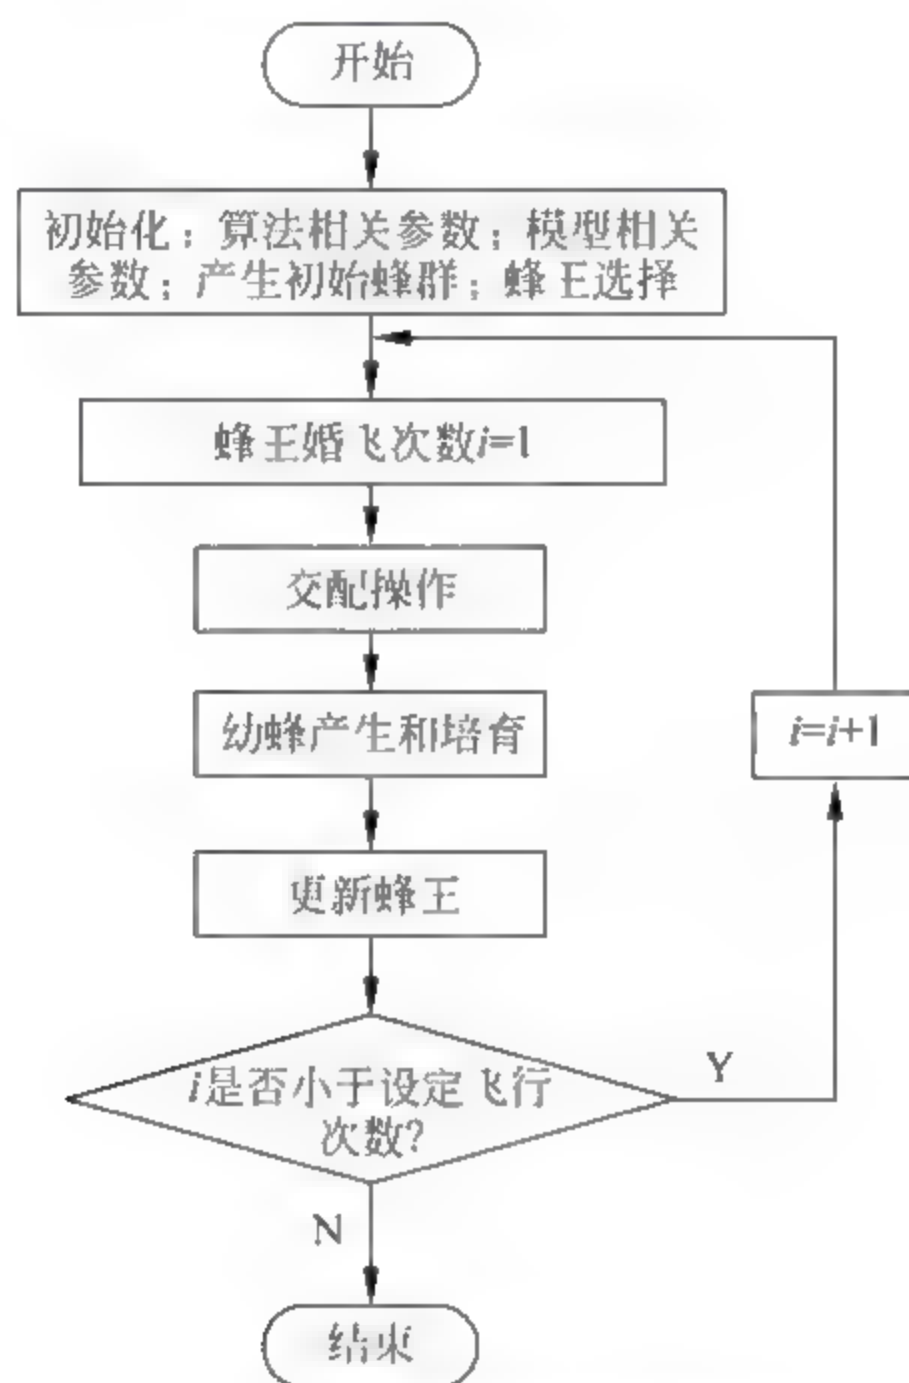 开始
初始化；算法相关参数；模型相关
参数；产生初始蜂群；蜂王选择
蜂王婚飞次数i=1
交配操作
幼蜂产生和培育
i=i+1
更新蜂王
i是否小于设定飞行
次数?
Y
N
结束